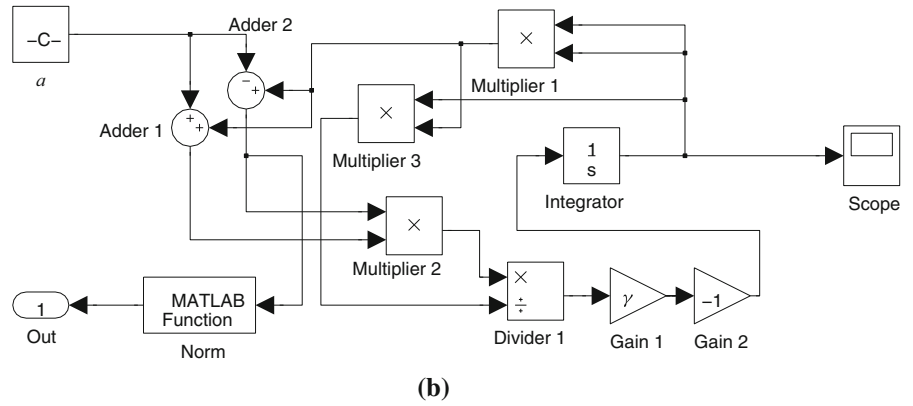 Adder 2
–C–
a
×
Multiplier 1
–
+
+
+
Adder 1
×
Multiplier 3
1
s
Integrator
Scope
×
Multiplier 2
×
÷
Divider 1
γ
Gain 1
–1
Gain 2
1
Out
MATLAB
Function
Norm
(b)